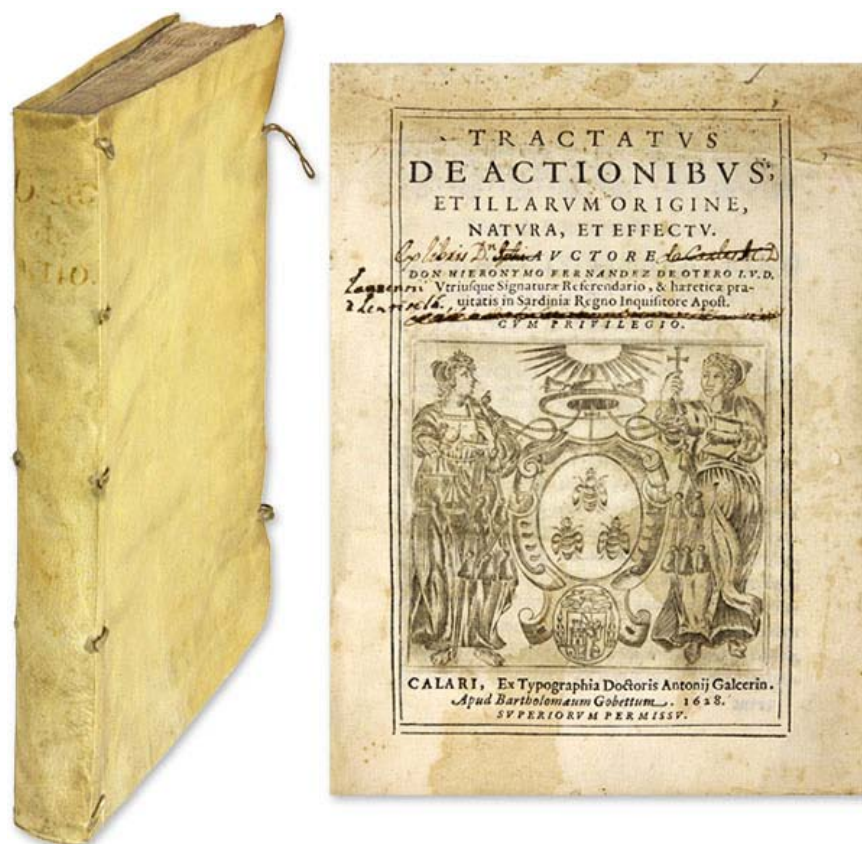 TRACTATVS
DE ACTIONIBVS,
ET ILLARVM ORIGINE,
NATVRA, ET EFFECTV.
Ex libris D.ⁿ AVCTORE
DON HIERONYMO FERNANDEZ DE OTERO I.V.D.
Vtriusque Signaturæ Referendario, & hæreticæ pra-
uitatis in Sardiniæ Regno Inquisitore Apost.
CVM PRIVILEGIO.
CALARI, Ex Typographia Doctoris Antonij Galcerin.
Apud Bartholomæum Gobettum. 1628.
SVPERIORVM PERMISSV.